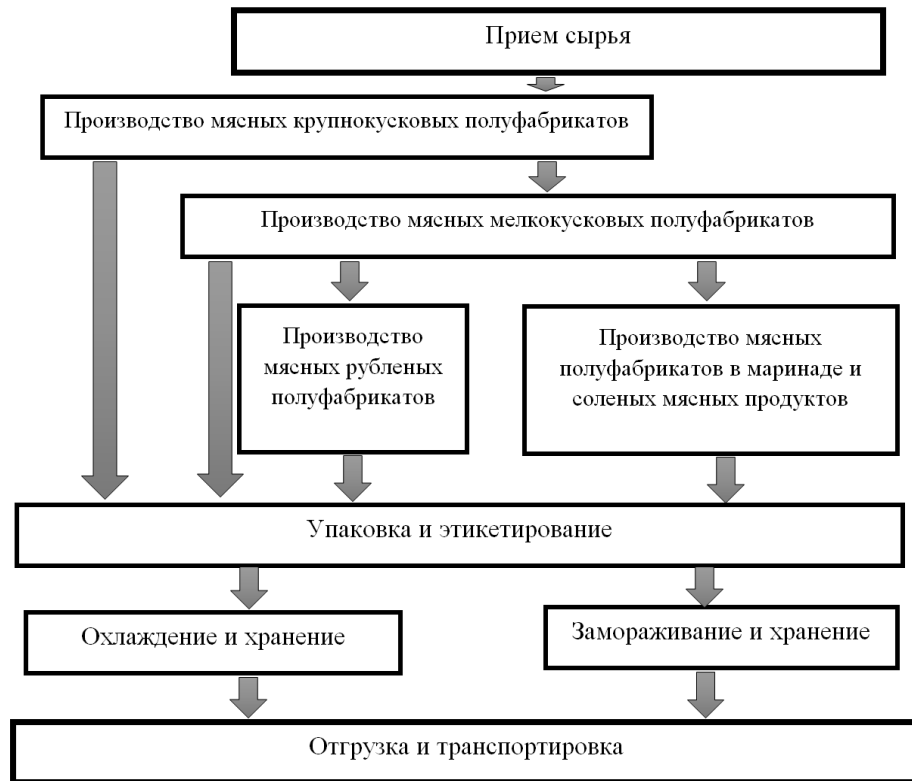 Прием сырья
Производство мясных крупнокусковых полуфабрикатов
Производство мясных мелкокусковых полуфабрикатов
Производство
мясных рубленых
полуфабрикатов
Производство мясных
полуфабрикатов в маринаде и
соленых мясных продуктов
Упаковка и этикетирование
Охлаждение и хранение
Замораживание и хранение
Отгрузка и транспортировка